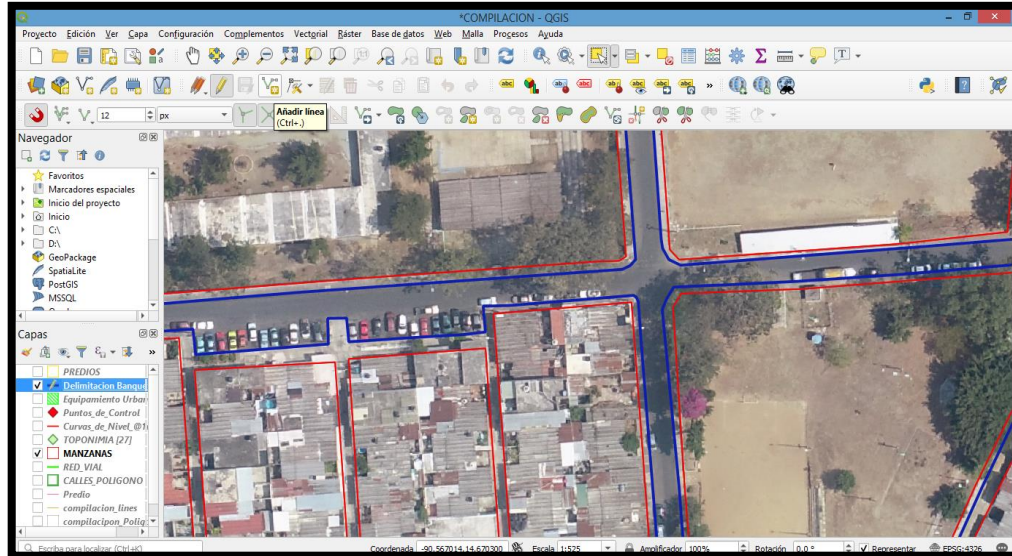 *COMPILACION - QGIS
Proyecto Edición Ver Capa Configuración Complementos Vectorial Ráster Base de datos Web Malla Procesos Ayuda
12 px
Añadir línea
(Ctrl+.)
Navegador
Favoritos
Marcadores espaciales
Inicio del proyecto
Inicio
C:\
D:\
GeoPackage
SpatiaLite
PostGIS
MSSQL
Capas
PREDIOS
Delimitacion Banque
Equipamiento Urban
Puntos_de_Control
Curvas_de_Nivel_@1
TOPONIMIA [27]
MANZANAS
RED_VIAL
CALLES_POLIGONO
Predio
compilacion_lines
compilacipon_Polig
Escriba para localizar (Ctrl+K) Coordenada -90.567014,14.670300 Escala 1:525 Amplificador 100% Rotación 0.0 ° Representar EPSG:4326